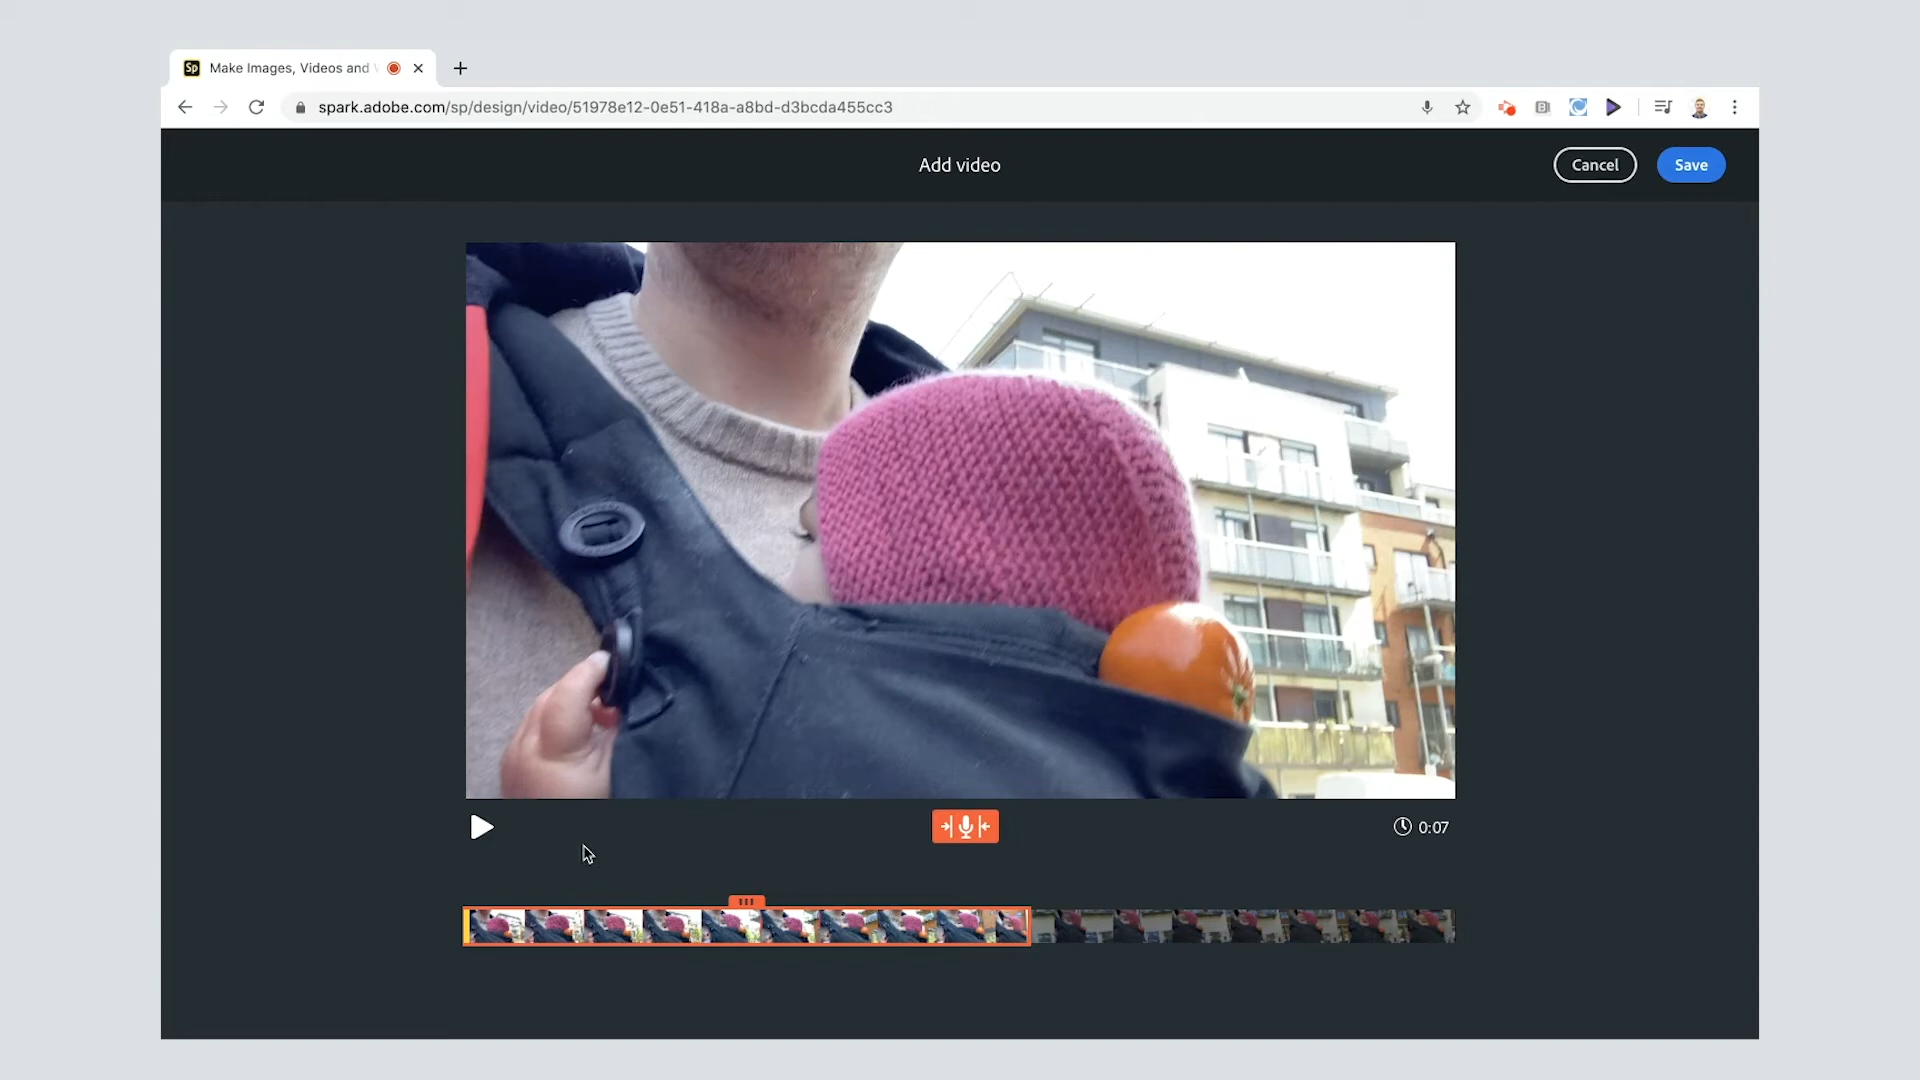 Sp Make Images, Videos and
spark.adobe.com/sp/design/video/51978e12-0e51-418a-a8bd-d3bcda455cc3
Add video
Cancel
Save
0:07